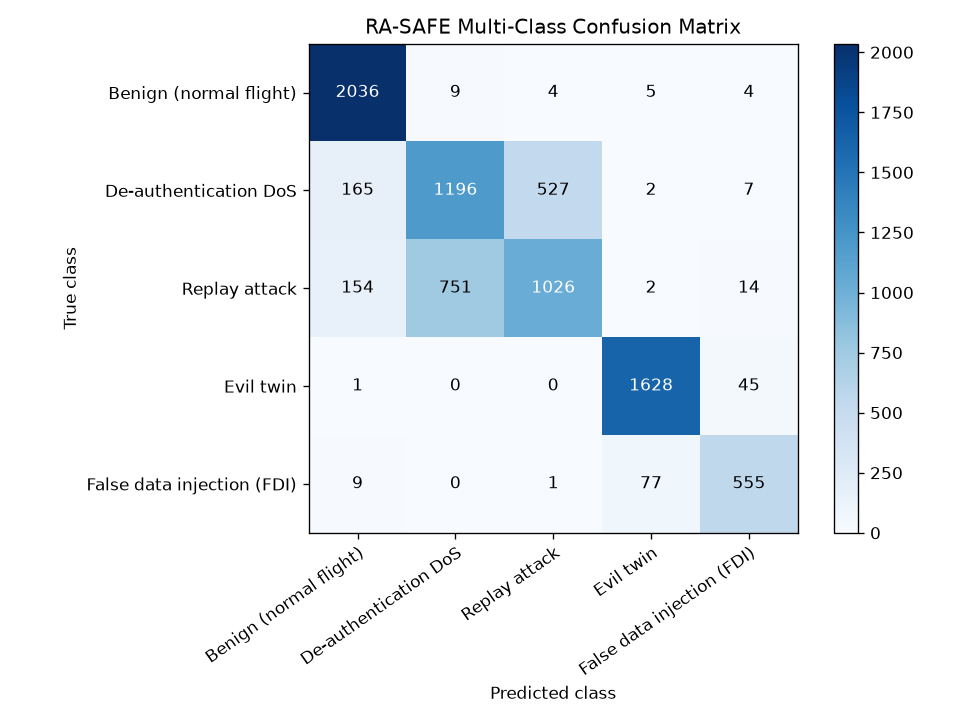 RA-SAFE Multi-Class Confusion Matrix
Benign (normal flight) 2036 9 4 5 4
De-authentication DoS 165 1196 527 2 7
Replay attack 154 751 1026 2 14
Evil twin 1 0 0 1628 45
False data injection (FDI) 9 0 1 77 555
True class
Benign (normal flight)
De-authentication DoS
Replay attack
Evil twin
False data injection (FDI)
Predicted class
2000
1750
1500
1250
1000
750
500
250
0